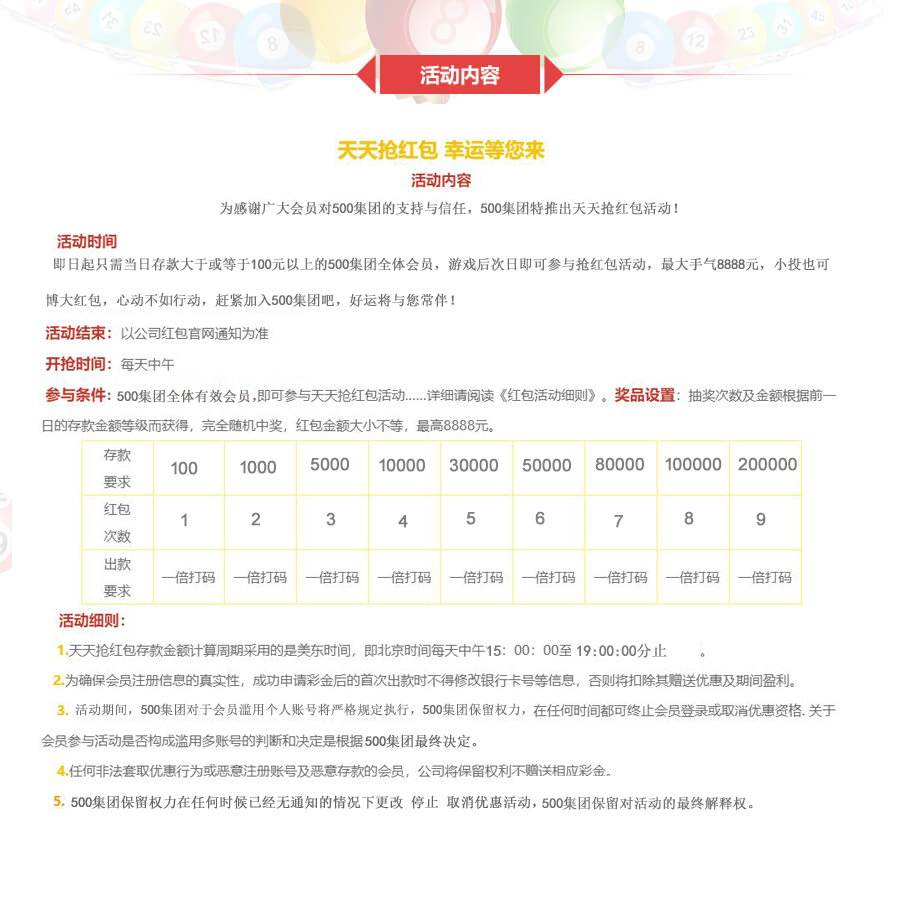 活动内容
天天抢红包 幸运等您来
活动内容
为感谢广大会员对500集团的支持与信任，500集团特推出天天抢红包活动！
活动时间
即日起只需当日存款大于或等于100元以上的500集团全体会员，游戏后次日即可参与抢红包活动，最大手气8888元，小投也可
博大红包，心动不如行动，赶紧加入500集团吧，好运将与您常伴！
活动结束：以公司红包官网通知为准
开抢时间：每天中午
参与条件：500集团全体有效会员,即可参与天天抢红包活动......详细请阅读《红包活动细则》。奖品设置：抽奖次数及金额根据前一
日的存款金额等级而获得，完全随机中奖，红包金额大小不等，最高8888元。
存款要求 100 1000 5000 10000 30000 50000 80000 100000 200000
红包次数 1 2 3 4 5 6 7 8 9
出款要求 一倍打码 一倍打码 一倍打码 一倍打码 一倍打码 一倍打码 一倍打码 一倍打码 一倍打码
活动细则：
1.天天抢红包存款金额计算周期采用的是美东时间，即北京时间每天中午15：00：00至 19:00:00分止 。
2.为确保会员注册信息的真实性，成功申请彩金后的首次出款时不得修改银行卡号等信息，否则将扣除其赠送优惠及期间盈利。
3. 活动期间，500集团对于会员滥用个人账号将严格规定执行，500集团保留权力，在任何时间都可终止会员登录或取消优惠资格. 关于
会员参与活动是否构成滥用多账号的判断和决定是根据500集团最终决定。
4.任何非法套取优惠行为或恶意注册账号及恶意存款的会员，公司将保留权利不赠送相应彩金。
5. 500集团保留权力在任何时候已经无通知的情况下更改 停止 取消优惠活动，500集团保留对活动的最终解释权。